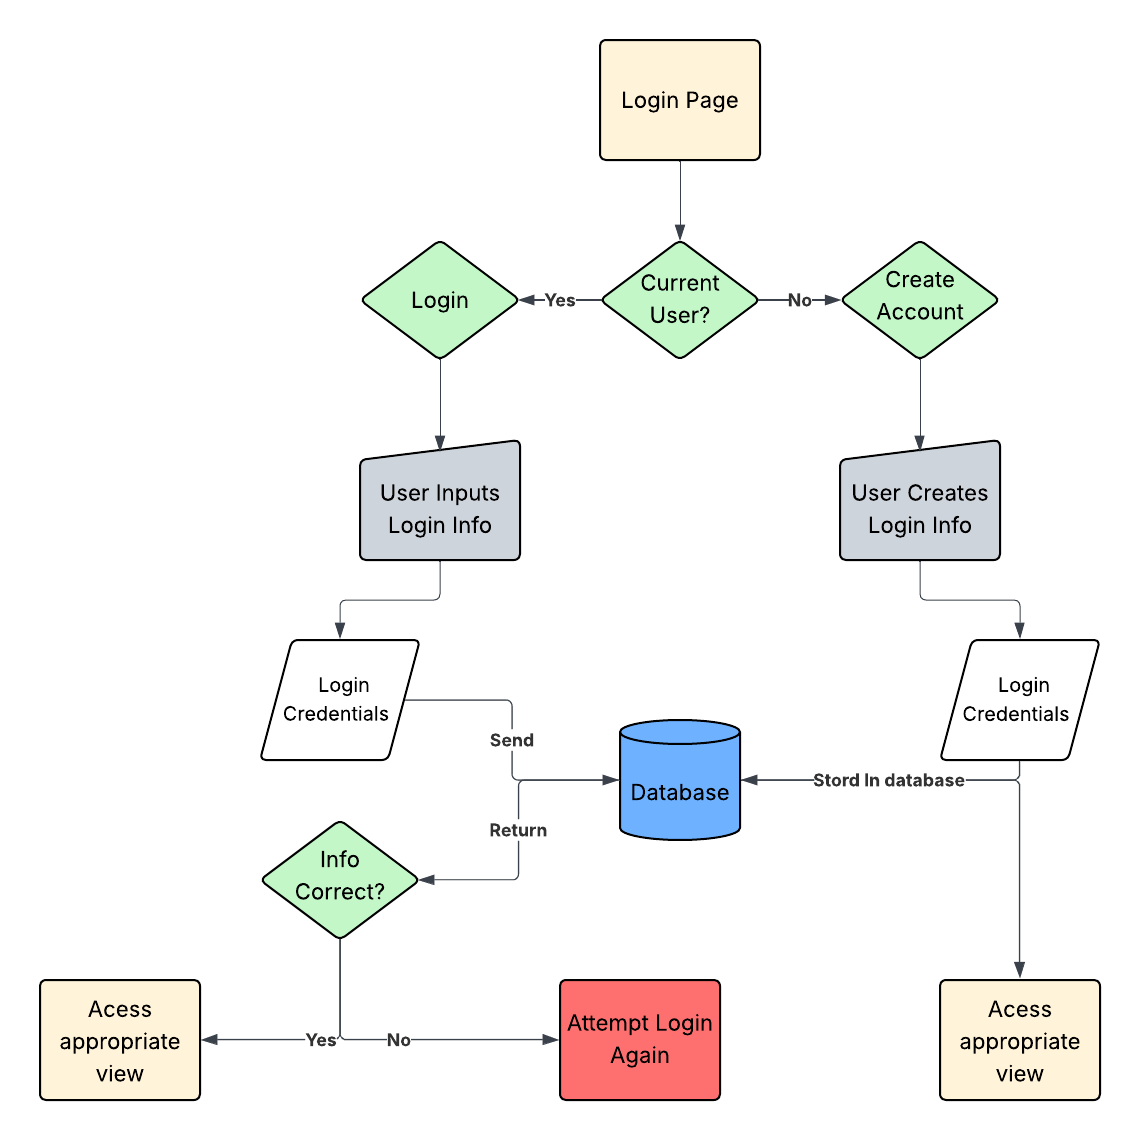 Login Page
Login
Yes
Current
User?
No
Create
Account
User Inputs
Login Info
User Creates
Login Info
Login
Credentials
Login
Credentials
Send
Database
Stord In database
Return
Info
Correct?
Acess
appropriate
view
Yes
No
Attempt Login
Again
Acess
appropriate
view